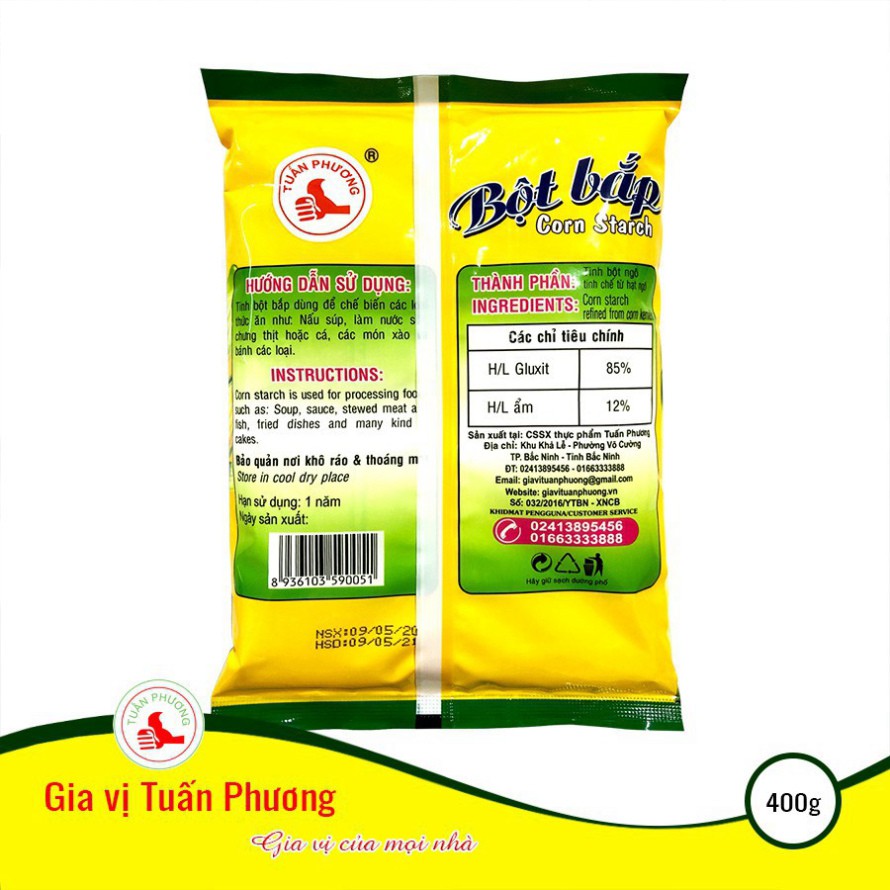 TUẤN PHƯƠNG
®
HƯỚNG DẪN SỬ DỤNG:
Tinh bột bắp dùng để chế biến các
thức ăn như: Nấu súp, làm nước
chưng thịt hoặc cá, các món xào
bánh các loại.
INSTRUCTIONS:
Corn starch is used for processing
such as: Soup, sauce, stewed meat
fish, fried dishes and many kind
cakes.
Bảo quản nơi khô ráo & thoáng
Store in cool dry place
Hạn sử dụng: 1 năm
Ngày sản xuất:
8 936103 590051
NSX:09/05/20
HSD:09/05/21
Bột bắp
Corn Starch
THÀNH PHẦN: Tinh bột ngô
tinh chế từ hạt ngô
INGREDIENTS: Corn starch
refined from corn
Các chỉ tiêu chính
H/L Gluxit 85%
H/L ẩm 12%
Sản xuất tại: CSSX thực phẩm Tuấn Phương
Địa chỉ: Khu Khả Lễ - Phường Võ Cường
TP. Bắc Ninh - Tỉnh Bắc Ninh
ĐT: 02413895456 - 01663333888
Email: giavituanphuong@gmail.com
Website: giavituanphuong.vn
Số: 032/2016/YTBN - XNCB
KHIDMAT PENGGUNA/CUSTOMER SERVICE
02413895456
01663333888
Hãy giữ sạch đường phố
TUẤN PHƯƠNG
Gia vị Tuấn Phương
Gia vị của mọi nhà
400g